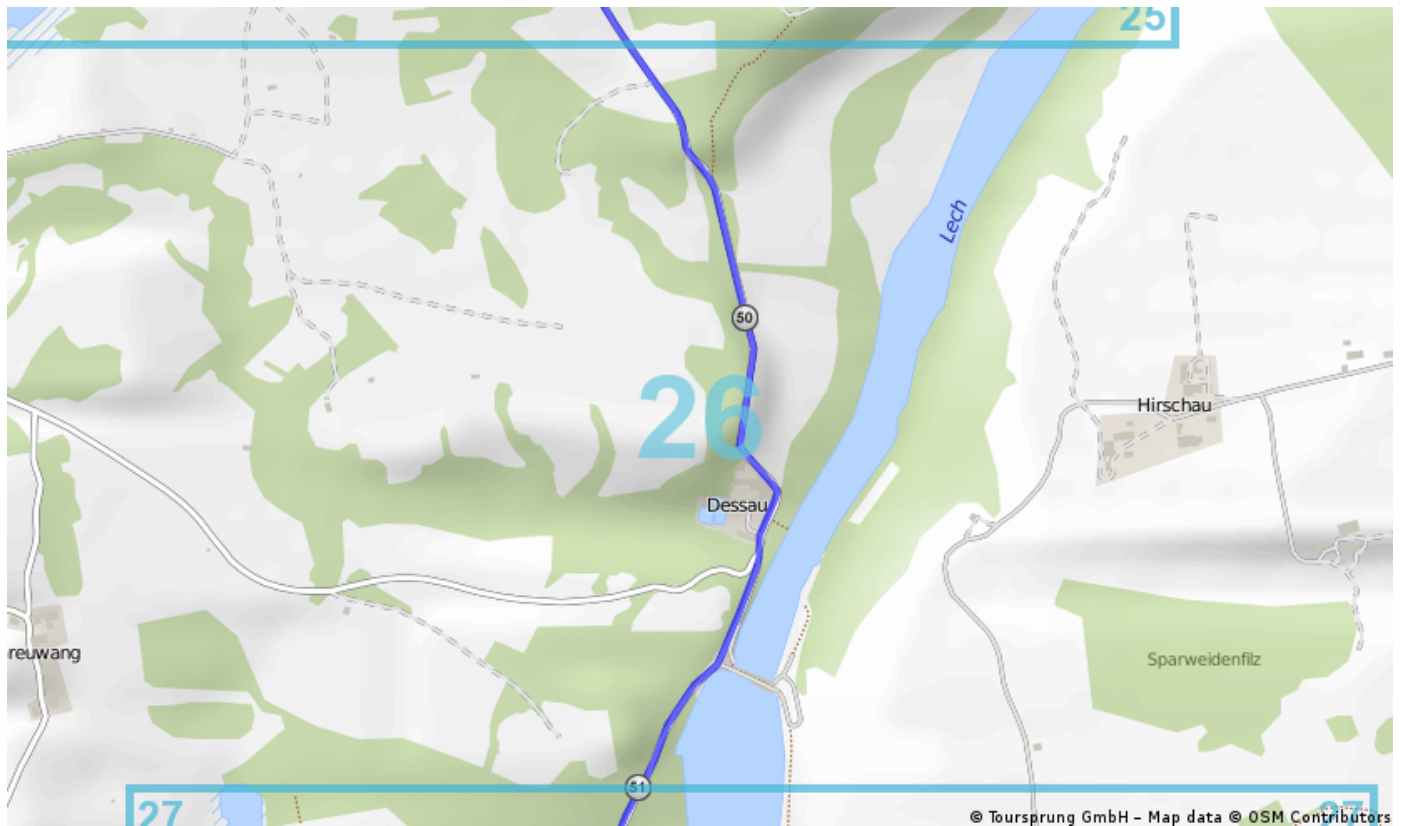 25
Lech
50
26
Hirschau
Dessau
reuwang
Sparweidenfilz
51
27
27
© Toursprung GmbH – Map data © OSM Contributors